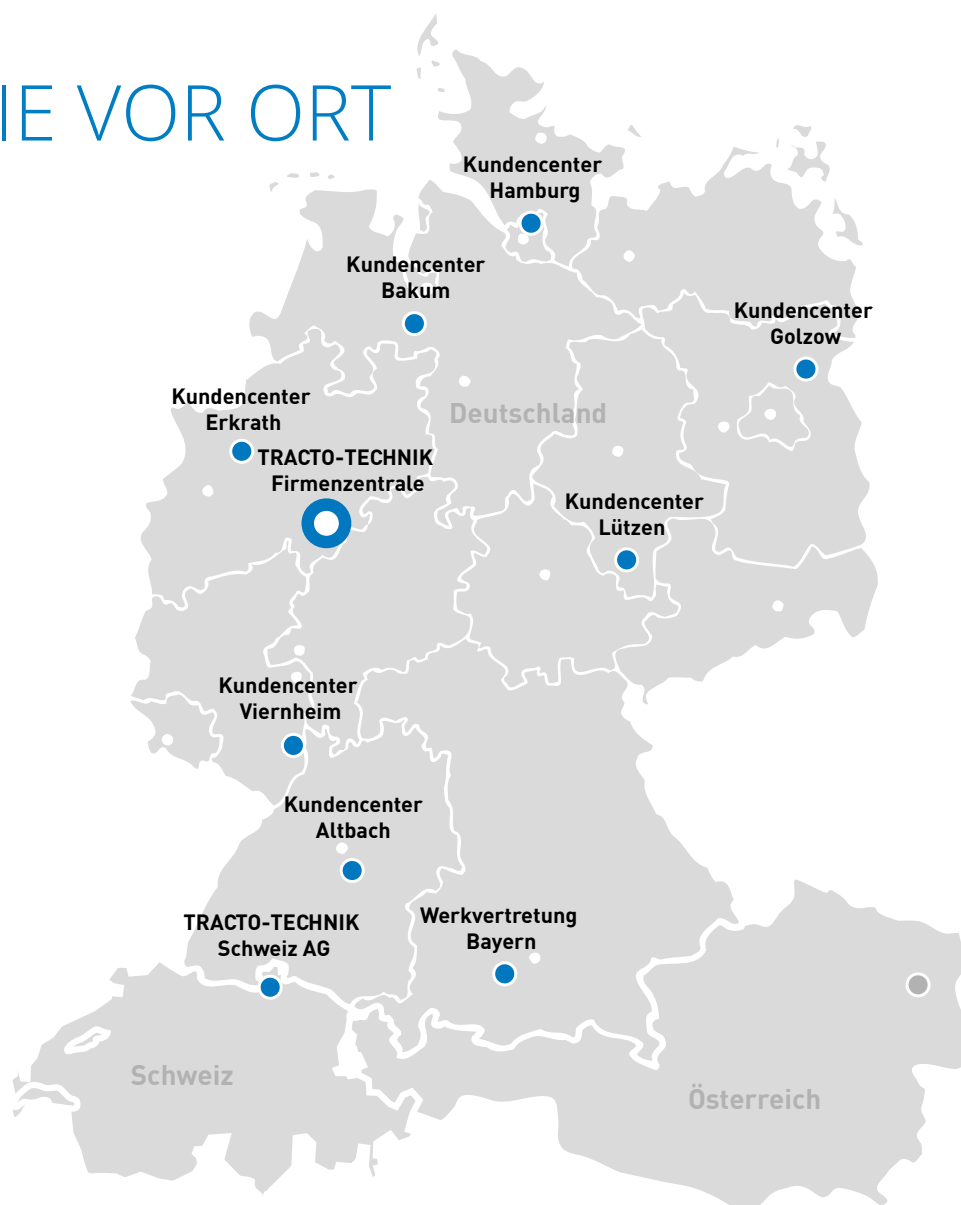 IE VOR ORT
Kundencenter
Hamburg
Kundencenter
Bakum
Kundencenter
Golzow
Kundencenter
Erkrath
Deutschland
TRACTO-TECHNIK
Firmenzentrale
Kundencenter
Lützen
Kundencenter
Viernheim
Kundencenter
Altbach
TRACTO-TECHNIK
Schweiz AG
Werkvertretung
Bayern
Schweiz
Österreich